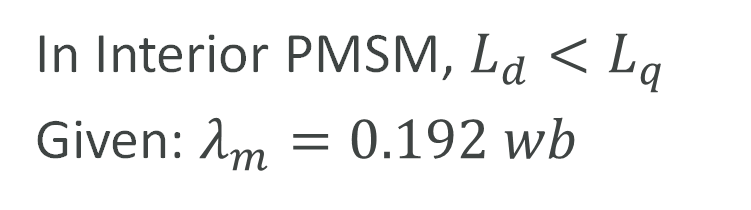 In Interior PMSM, L_d < L_q
Given: λ_m = 0.192 wb